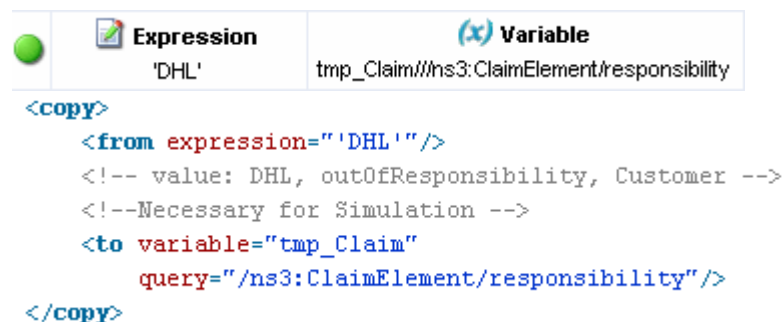 Expression
(x) Variable
'DHL'
tmp_Claim///ns3:ClaimElement/responsibility
<copy>
<from expression="'DHL'"/>
<!-- value: DHL, outOfResponsibility, Customer -->
<!--Necessary for Simulation -->
<to variable="tmp_Claim"
query="/ns3:ClaimElement/responsibility"/>
</copy>